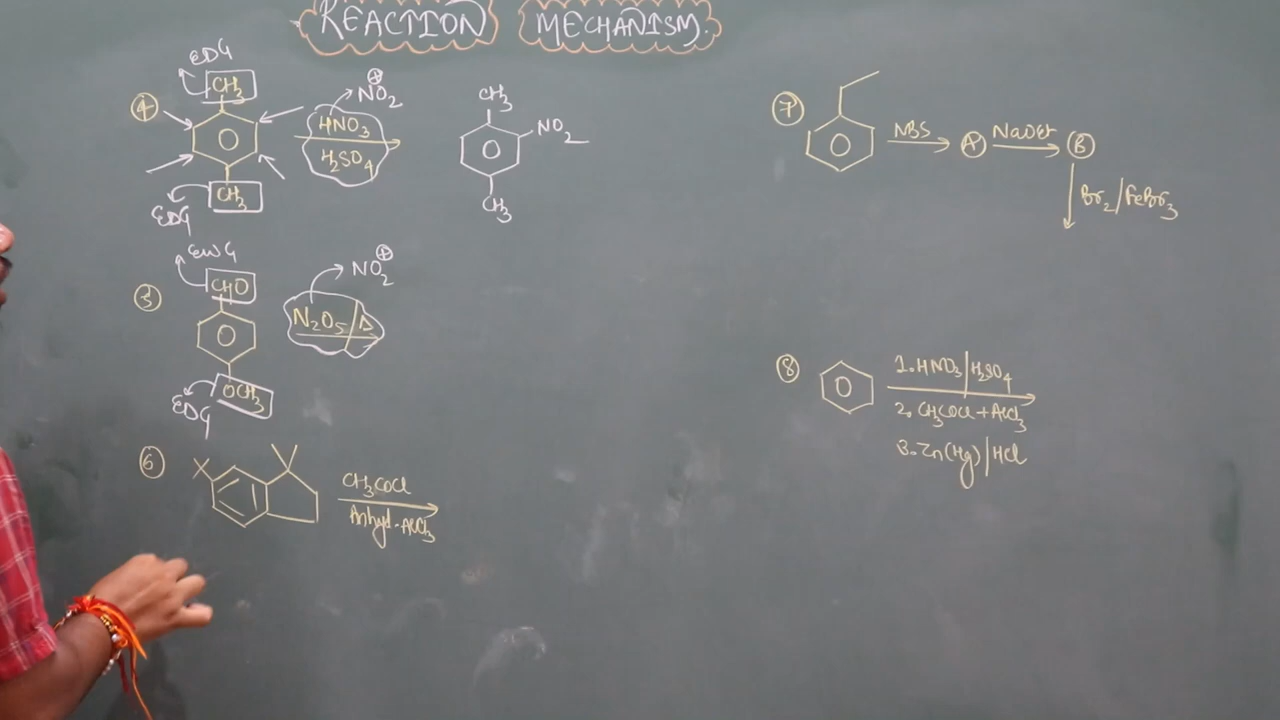 REACTION MECHANISM.
EDG
CH3
④ HNO3 NO2⊕
H2SO4
CH3
NO2
CH3
CH3
EDG
EWG
CHO
⑤ N2O5/Δ NO2⊕
OCH3
EDG
⑥ CH3COCl
Anhyd. AlCl3
⑦ NBS Ⓐ NaOEt Ⓑ
Br2/FeBr3
⑧ 1. HNO3/H2SO4
2. CH3COCl + AlCl3
3. Zn(Hg)/HCl